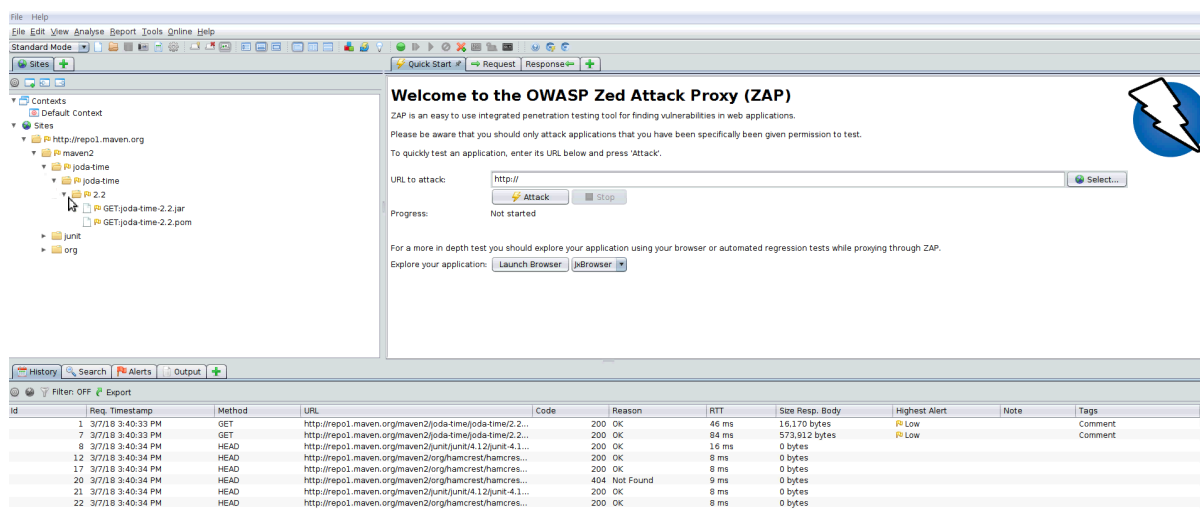 File Help
File Edit View Analyse Report Tools Online Help
Standard Mode
Sites
Quick Start Request Response
Contexts
Default Context
Sites
http://repo1.maven.org
maven2
joda-time
joda-time
2.2
GET:joda-time-2.2.jar
GET:joda-time-2.2.pom
junit
org
Welcome to the OWASP Zed Attack Proxy (ZAP)
ZAP is an easy to use integrated penetration testing tool for finding vulnerabilities in web applications.
Please be aware that you should only attack applications that you have been specifically been given permission to test.
To quickly test an application, enter its URL below and press 'Attack'.
URL to attack: http:// Select...
Attack Stop
Progress: Not started
For a more in depth test you should explore your application using your browser or automated regression tests while proxying through ZAP.
Explore your application: Launch Browser JxBrowser
History Search Alerts Output
Filter: OFF Export
Id Req. Timestamp Method URL Code Reason RTT Size Resp. Body Highest Alert Note Tags
1 3/7/18 3:40:33 PM GET http://repo1.maven.org/maven2/joda-time/joda-time/2.2... 200 OK 46 ms 16,170 bytes Low Comment
7 3/7/18 3:40:33 PM GET http://repo1.maven.org/maven2/joda-time/joda-time/2.2... 200 OK 84 ms 573,912 bytes Low Comment
8 3/7/18 3:40:34 PM HEAD http://repo1.maven.org/maven2/junit/junit/4.12/junit-4.1... 200 OK 16 ms 0 bytes
12 3/7/18 3:40:34 PM HEAD http://repo1.maven.org/maven2/org/hamcrest/hamcres... 200 OK 8 ms 0 bytes
17 3/7/18 3:40:34 PM HEAD http://repo1.maven.org/maven2/org/hamcrest/hamcres... 200 OK 8 ms 0 bytes
20 3/7/18 3:40:34 PM HEAD http://repo1.maven.org/maven2/org/hamcrest/hamcres... 404 Not Found 9 ms 0 bytes
21 3/7/18 3:40:34 PM HEAD http://repo1.maven.org/maven2/junit/junit/4.12/junit-4.1... 200 OK 8 ms 0 bytes
22 3/7/18 3:40:34 PM HEAD http://repo1.maven.org/maven2/org/hamcrest/hamcres... 200 OK 8 ms 0 bytes